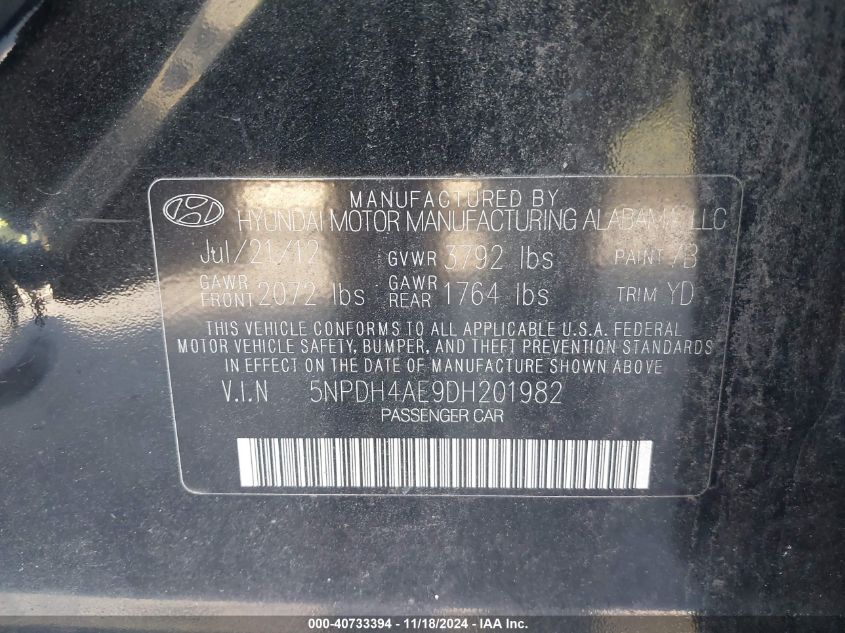 MANUFACTURED BY
HYUNDAI MOTOR MANUFACTURING ALABAMA LLC
Jul/21/12 GVWR 3792 lbs PAINT 7B
GAWR FRONT 2072 lbs GAWR REAR 1764 lbs TRIM YD
THIS VEHICLE CONFORMS TO ALL APPLICABLE U.S.A. FEDERAL
MOTOR VEHICLE SAFETY, BUMPER, AND THEFT PREVENTION STANDARDS
IN EFFECT ON THE DATE OF MANUFACTURE SHOWN ABOVE
V.I.N 5NPDH4AE9DH201982
PASSENGER CAR
000-40733394 - 11/18/2024 - IAA Inc.